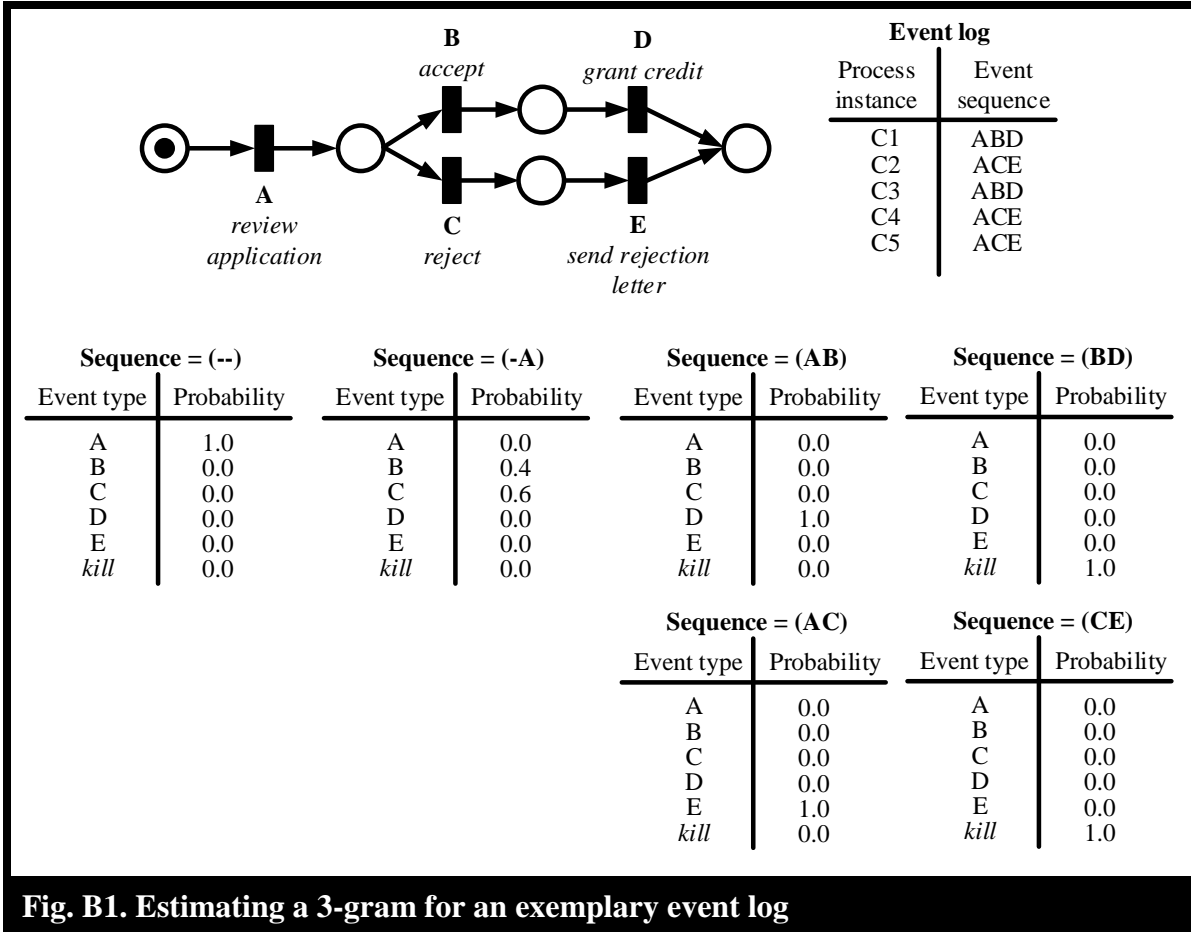 B
accept
D
grant credit
A
review
application
C
reject
E
send rejection
letter
Event log
Process instance Event sequence
C1 ABD
C2 ACE
C3 ABD
C4 ACE
C5 ACE
Sequence = (--)
Event type Probability
A 1.0
B 0.0
C 0.0
D 0.0
E 0.0
kill 0.0
Sequence = (-A)
Event type Probability
A 0.0
B 0.4
C 0.6
D 0.0
E 0.0
kill 0.0
Sequence = (AB)
Event type Probability
A 0.0
B 0.0
C 0.0
D 1.0
E 0.0
kill 0.0
Sequence = (BD)
Event type Probability
A 0.0
B 0.0
C 0.0
D 0.0
E 0.0
kill 1.0
Sequence = (AC)
Event type Probability
A 0.0
B 0.0
C 0.0
D 0.0
E 1.0
kill 0.0
Sequence = (CE)
Event type Probability
A 0.0
B 0.0
C 0.0
D 0.0
E 0.0
kill 1.0
Fig. B1. Estimating a 3-gram for an exemplary event log